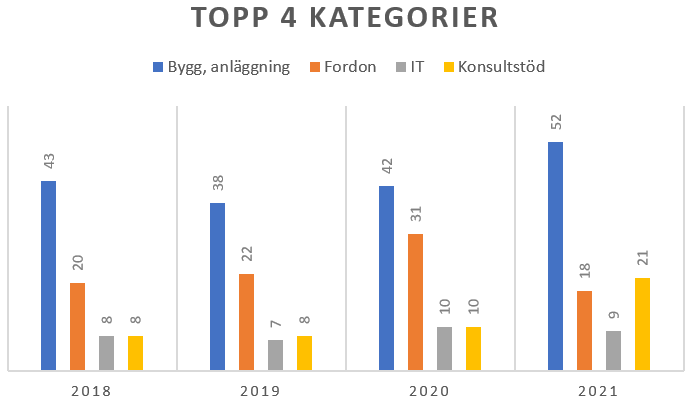 TOPP 4 KATEGORIER
Bygg, anläggning Fordon IT Konsultstöd
43 20 8 8 38 22 7 8 42 31 10 10 52 18 9 21
2018 2019 2020 2021